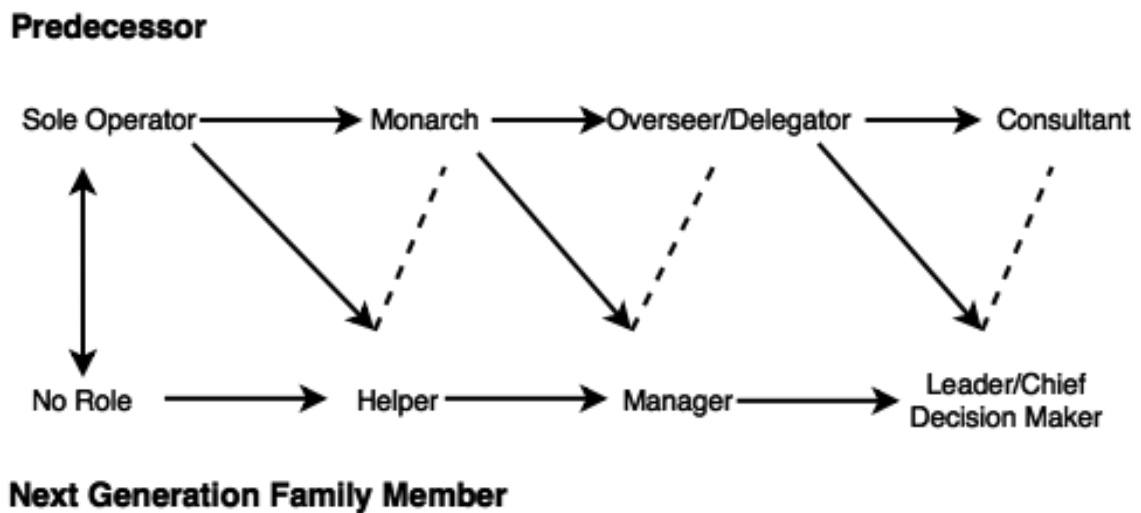 Predecessor
Sole Operator
Monarch
Overseer/Delegator
Consultant
No Role
Helper
Manager
Leader/Chief
Decision Maker
Next Generation Family Member